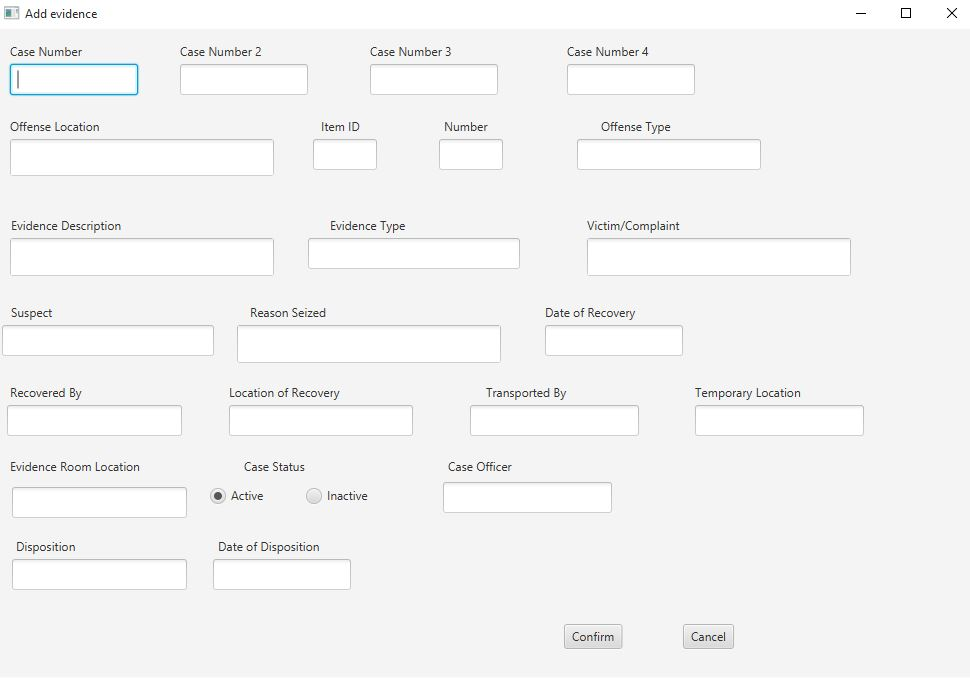 Add evidence
Case Number Case Number 2 Case Number 3 Case Number 4
Offense Location Item ID Number Offense Type
Evidence Description Evidence Type Victim/Complaint
Suspect Reason Seized Date of Recovery
Recovered By Location of Recovery Transported By Temporary Location
Evidence Room Location Case Status Case Officer
Active Inactive
Disposition Date of Disposition
Confirm Cancel